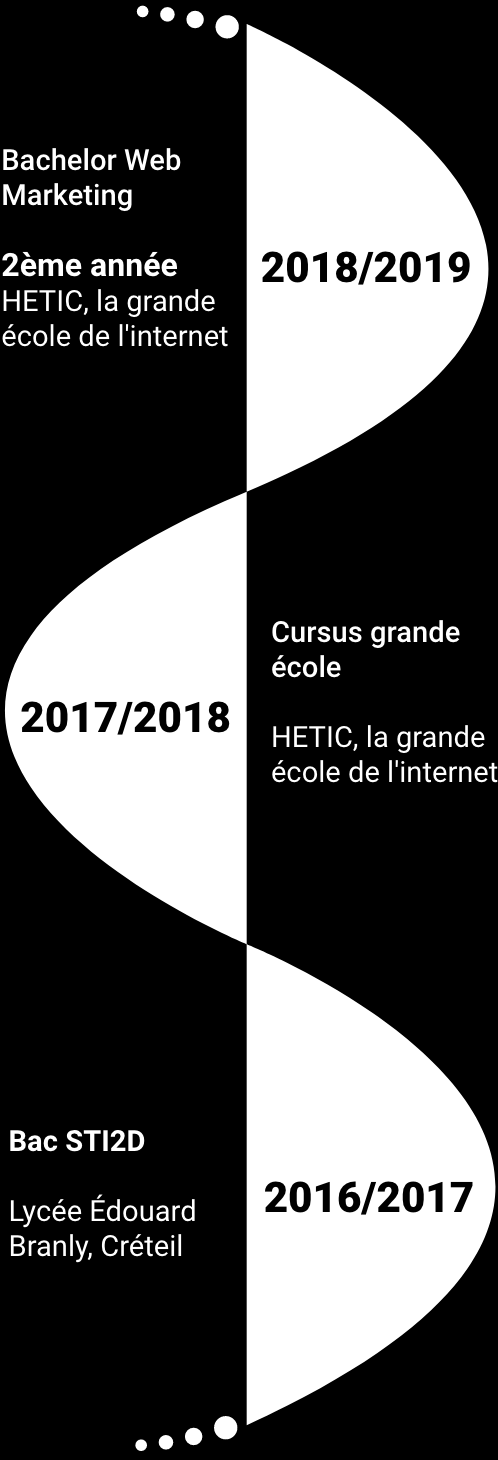 Bachelor Web
Marketing
2ème année
HETIC, la grande
école de l'internet
2018/2019
2017/2018
Cursus grande
école
HETIC, la grande
école de l'internet
Bac STI2D
Lycée Édouard
Branly, Créteil
2016/2017